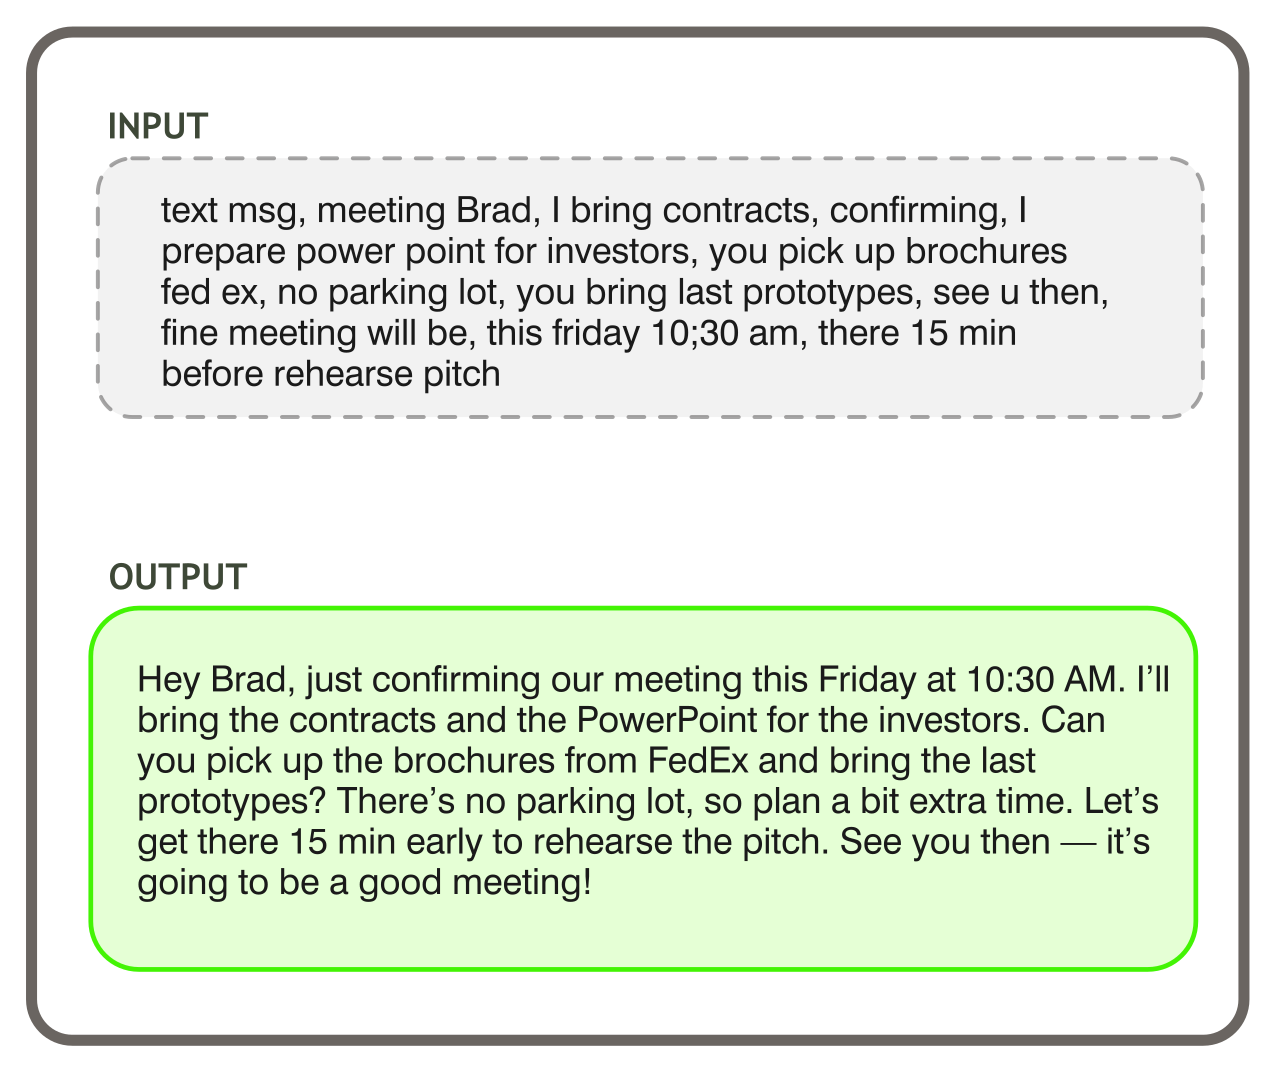 INPUT
text msg, meeting Brad, I bring contracts, confirming, I
prepare power point for investors, you pick up brochures
fed ex, no parking lot, you bring last prototypes, see u then,
fine meeting will be, this friday 10;30 am, there 15 min
before rehearse pitch
OUTPUT
Hey Brad, just confirming our meeting this Friday at 10:30 AM. I’ll
bring the contracts and the PowerPoint for the investors. Can
you pick up the brochures from FedEx and bring the last
prototypes? There’s no parking lot, so plan a bit extra time. Let’s
get there 15 min early to rehearse the pitch. See you then — it’s
going to be a good meeting!